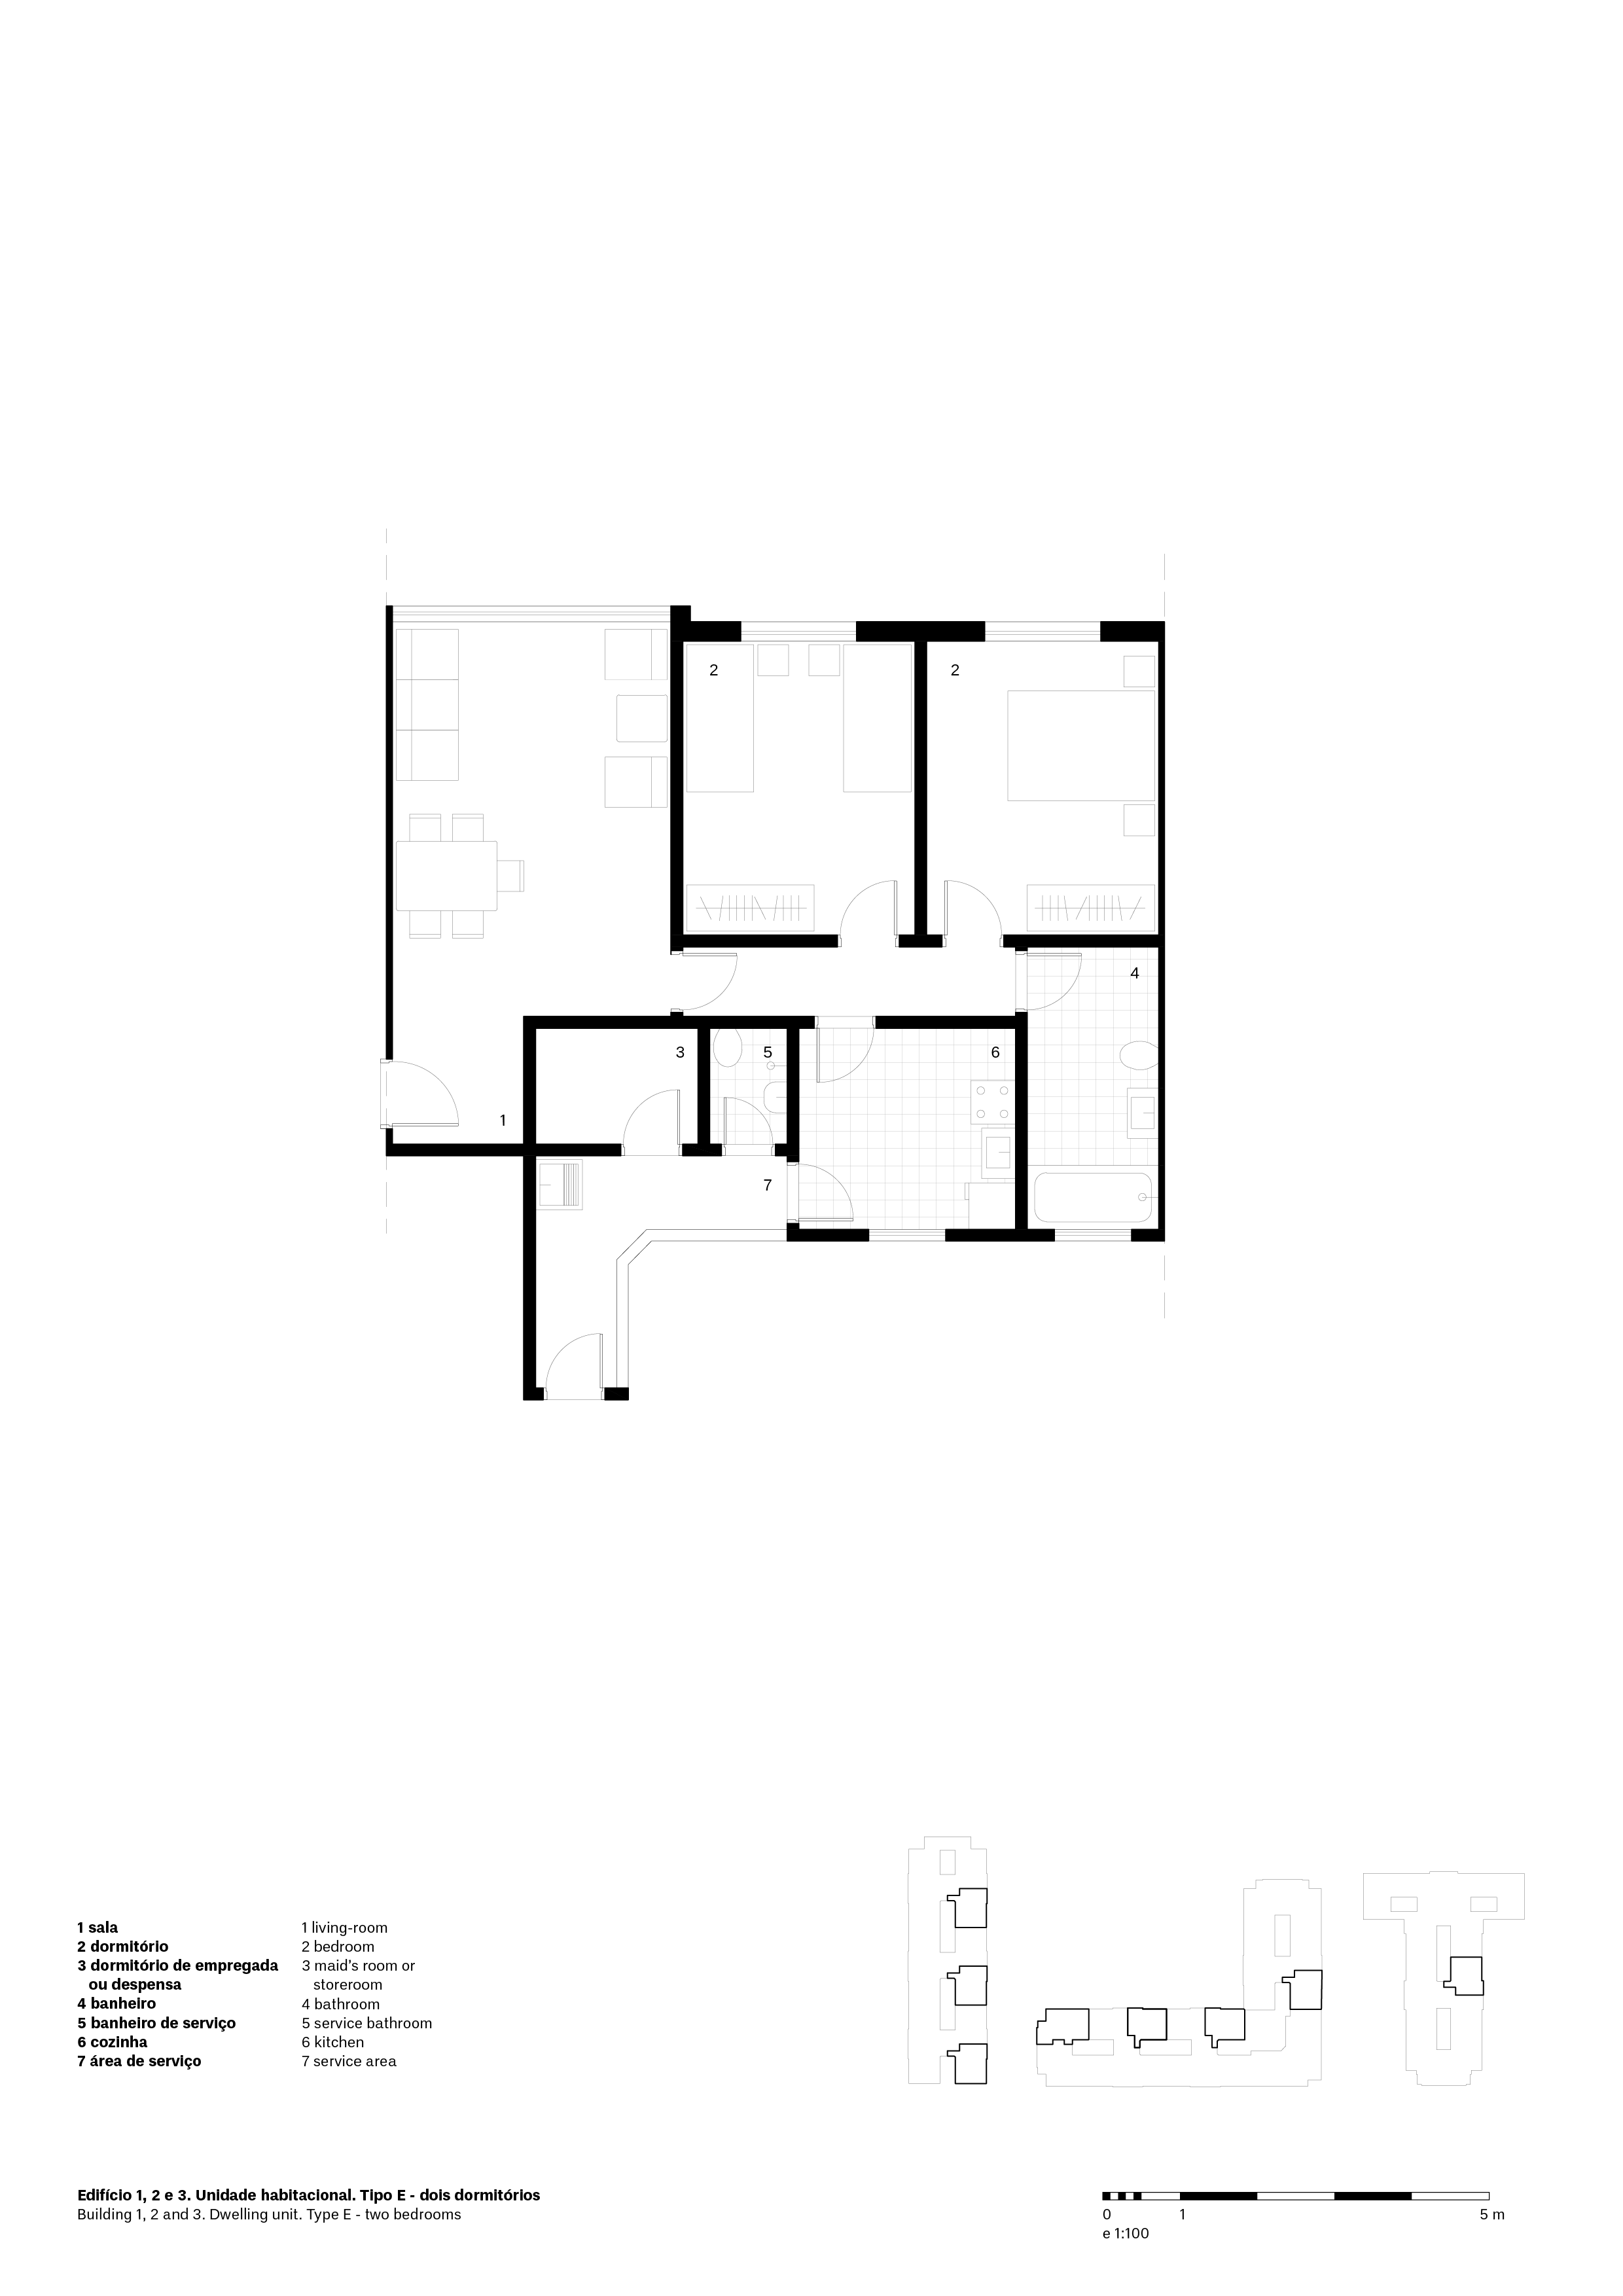 2
2
4
3
5
6
1
7
1 sala
2 dormitório
3 dormitório de empregada
ou despensa
4 banheiro
5 banheiro de serviço
6 cozinha
7 área de serviço
1 living-room
2 bedroom
3 maid's room or
storeroom
4 bathroom
5 service bathroom
6 kitchen
7 service area
Edifício 1, 2 e 3. Unidade habitacional. Tipo E - dois dormitórios
Building 1, 2 and 3. Dwelling unit. Type E - two bedrooms
0 1 5 m
e 1:100